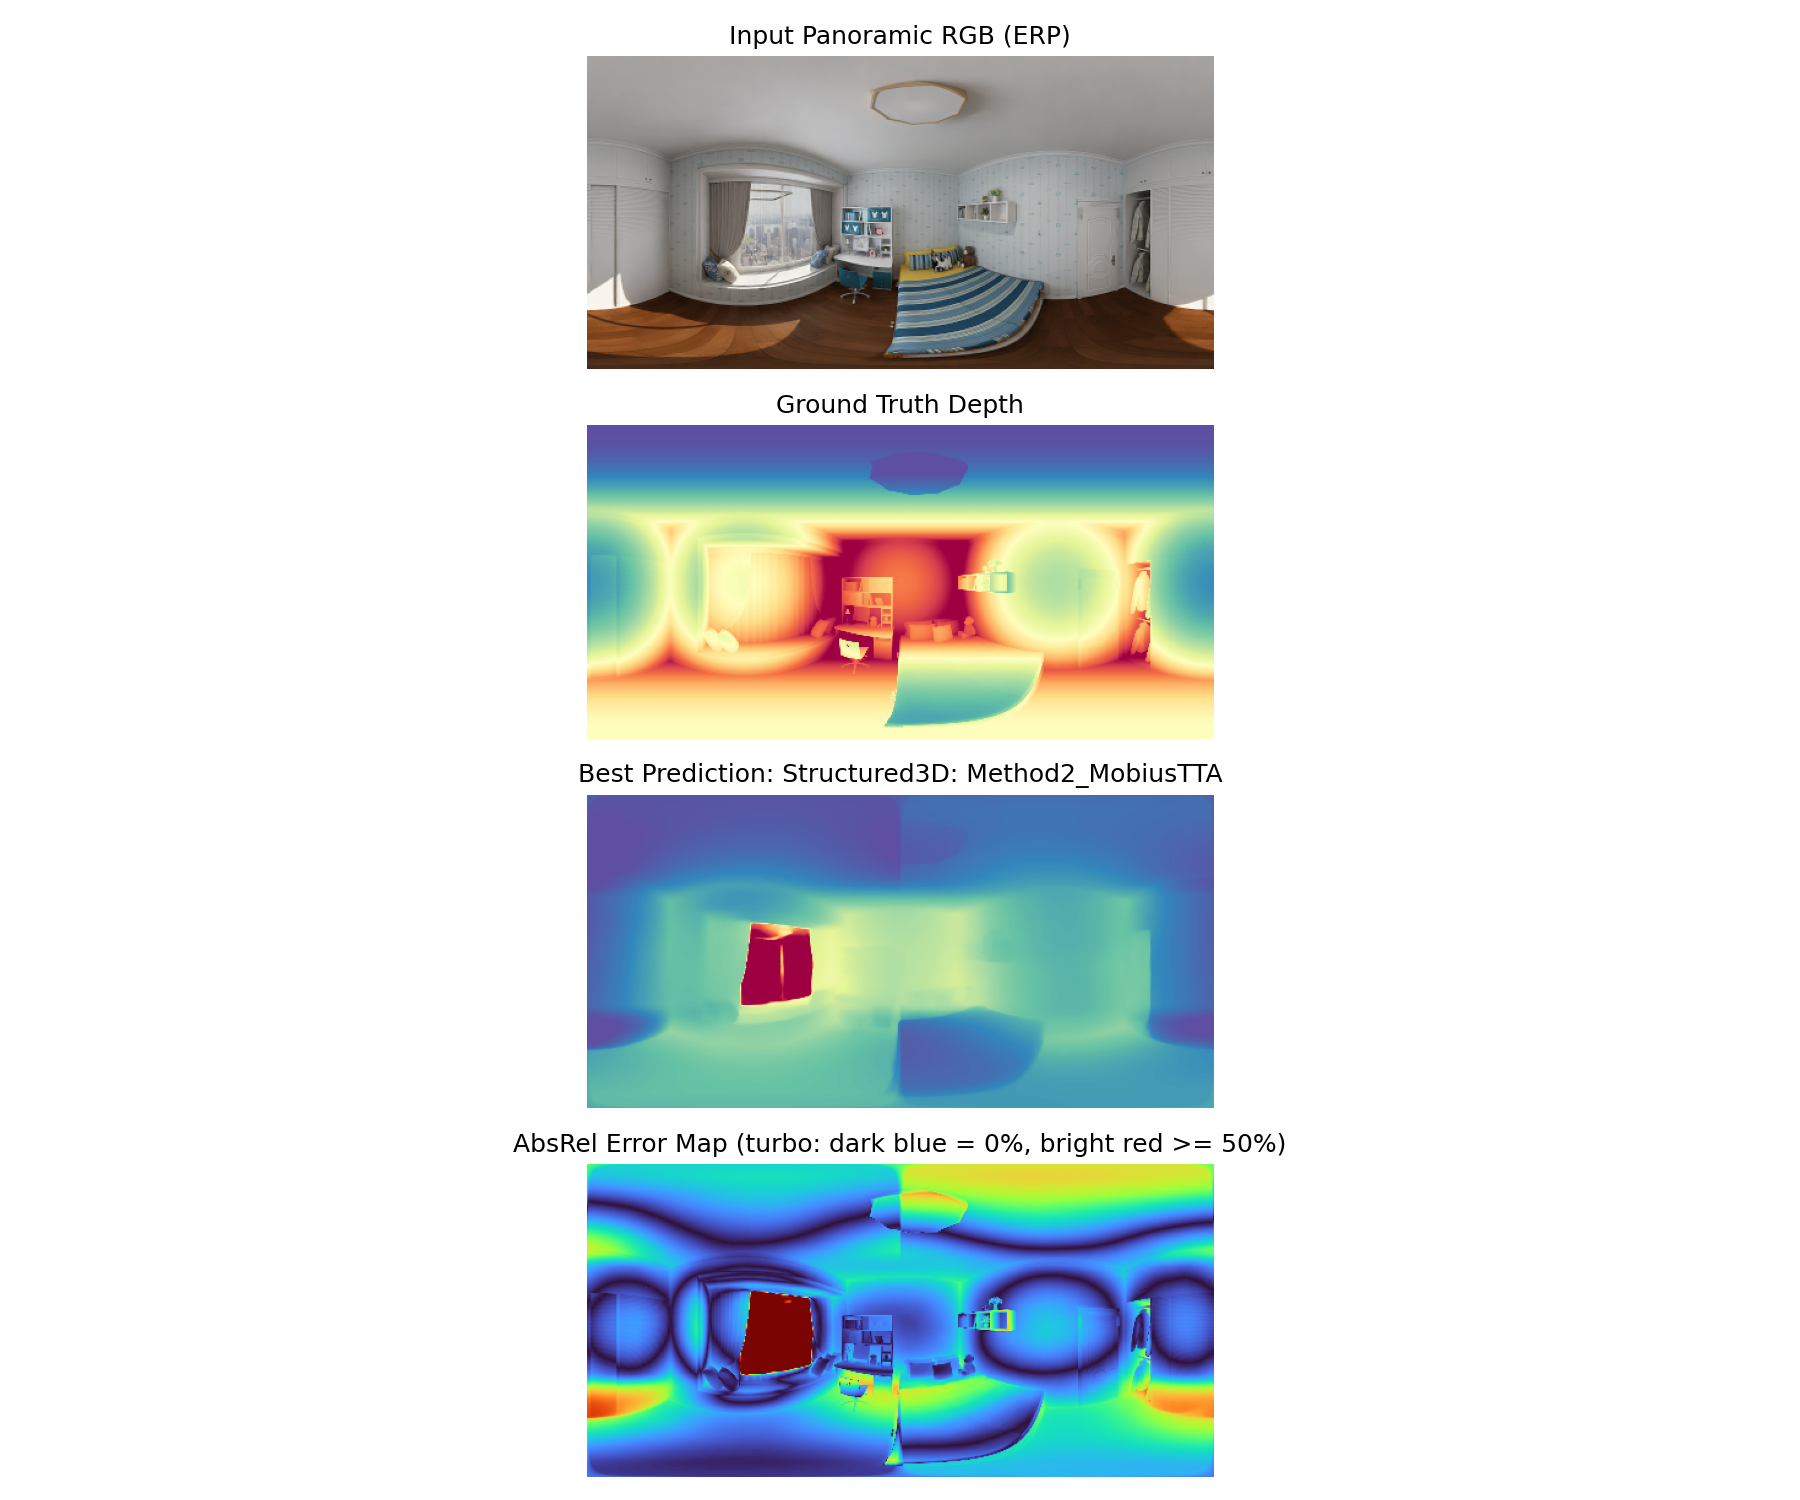 Input Panoramic RGB (ERP)
Ground Truth Depth
Best Prediction: Structured3D: Method2_MobiusTTA
AbsRel Error Map (turbo: dark blue = 0%, bright red >= 50%)